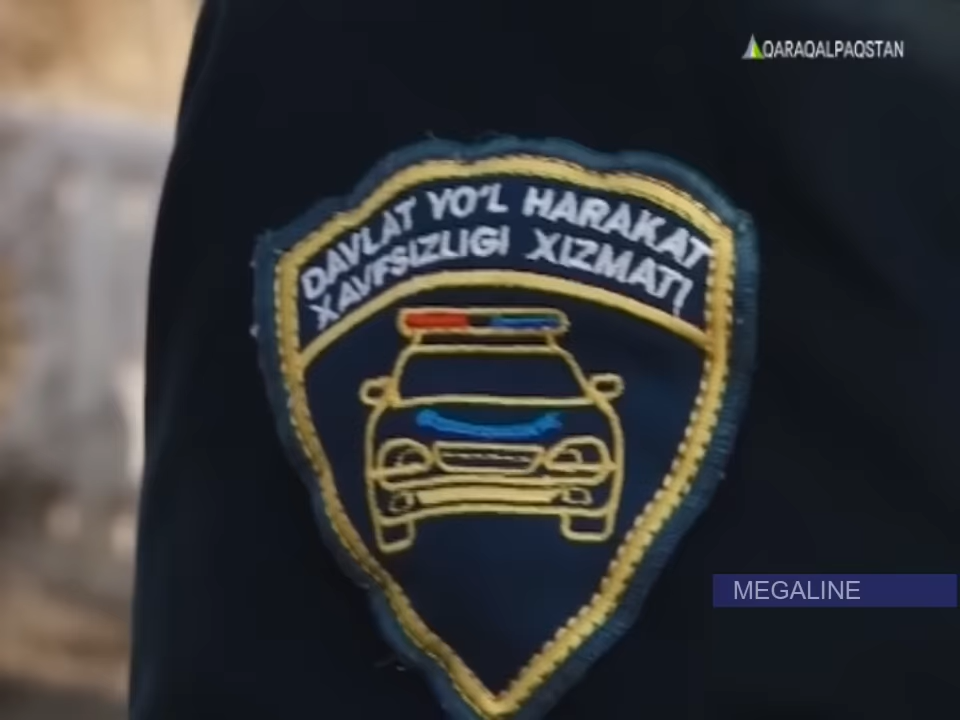 QARAQALPAQSTAN
DAVLAT YO'L HARAKAT
XAVFSIZLIGI XIZMATI
MEGALINE